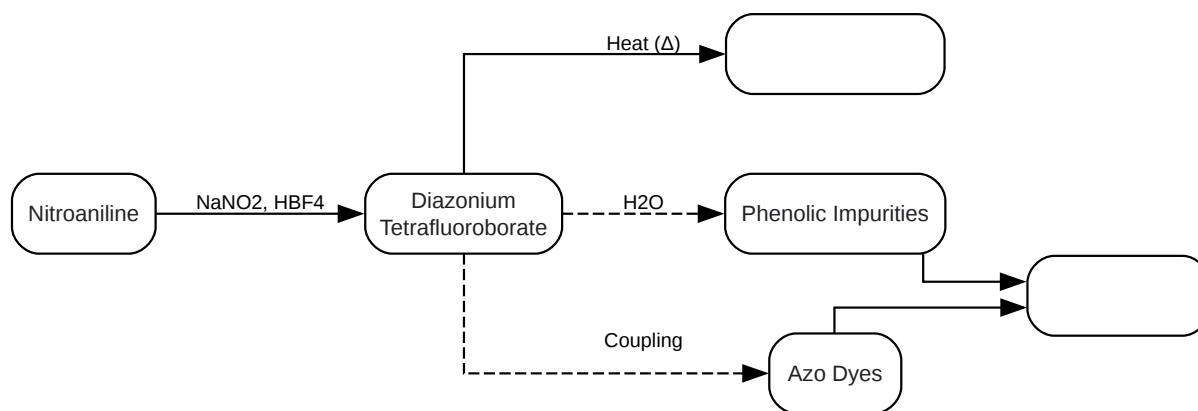 Heat (Δ)
Nitroaniline
NaNO2, HBF4
Diazonium
Tetrafluoroborate
H2O
Phenolic Impurities
Coupling
Azo Dyes